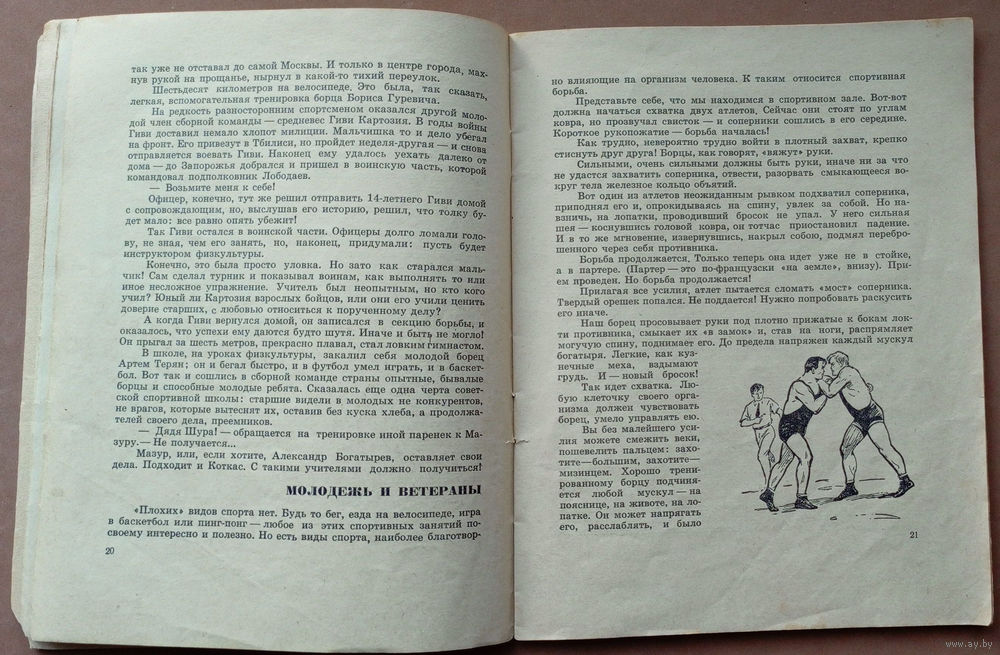 так уже не отставал до самой Москвы. И только в центре города, мах-
нув рукой на прощанье, нырнул в какой-то тихий переулок.
Шестьдесят километров на велосипеде. Это была, так сказать,
легкая, вспомогательная тренировка борца Бориса Гуревича.
На редкость разносторонним спортсменом оказался другой моло-
дой член сборной команды — средневес Гиви Картозия. В годы войны
Гиви доставил немало хлопот милиции. Мальчишка то и дело убегал
на фронт. Его привезут в Тбилиси, но пройдет неделя-другая — и снова
отправляется воевать Гиви. Наконец ему удалось уехать далеко от
дома — до Запорожья добрался и пришел в воинскую часть, которой
командовал подполковник Лободаев.
— Возьмите меня к себе!
Офицер, конечно, тут же решил отправить 14-летнего Гиви домой
с сопровождающим, но, выслушав его историю, решил, что толку бу-
дет мало: все равно опять убежит!
Так Гиви остался в воинской части. Офицеры долго ломали голо-
ву, не зная, чем его занять, но, наконец, придумали: пусть будет
инструктором физкультуры.
Конечно, это была просто уловка. Но зато как старался маль-
чик! Сам сделал турник и показывал воинам, как выполнять то или
иное несложное упражнение. Учитель был неопытным, но кто кого
учил? Юный ли Картозия взрослых бойцов, или они его учили ценить
доверие старших, с любовью относиться к порученному делу?
А когда Гиви вернулся домой, он записался в секцию борьбы, и
оказалось, что успехи ему даются будто шутя. Иначе и быть не могло!
Он прыгал за шесть метров, прекрасно плавал, стал ловким гимнастом.
В школе, на уроках физкультуры, закалил себя молодой борец
Артем Терян; он и бегал быстро, и в футбол умел играть, и в баскет-
бол. Вот так и сошлись в сборной команде страны опытные, бывалые
борцы и способные молодые ребята. Сказалась еще одна черта совет-
ской спортивной школы: старшие видели в молодых не конкурентов,
не врагов, которые вытеснят их, оставив без куска хлеба, а продолжа-
телей своего дела, преемников.
— Дядя Шура! — обращается на тренировке иной паренек к Ма-
зуру.— Не получается...
Мазур, или, если хотите, Александр Богатырев, оставляет свои
дела. Подходит и Коткас. С такими учителями должно получиться!
МОЛОДЕЖЬ И ВЕТЕРАНЫ
«Плохих» видов спорта нет. Будь то бег, езда на велосипеде, игра
в баскетбол или пинг-понг — любое из этих спортивных занятий по-
своему интересно и полезно. Но есть виды спорта, наиболее благотвор-
20
но влияющие на организм человека. К таким относится спортивная
борьба.
Представьте себе, что мы находимся в спортивном зале. Вот-вот
должна начаться схватка двух атлетов. Сейчас они стоят по углам
ковра, но прозвучал свисток — и соперники сошлись в его середине.
Короткое рукопожатие — борьба началась!
Как трудно, невероятно трудно войти в плотный захват, крепко
стиснуть друг друга! Борцы, как говорят, «вяжут» руки.
Сильными, очень сильными должны быть руки, иначе ни за что
не удастся захватить соперника, отвести, разорвать смыкающееся во-
круг тела железное кольцо объятий.
Вот один из атлетов неожиданным рывком подхватил соперника,
приподнял его и, опрокидываясь на спину, увлек за собой. Но на-
взничь, на лопатки, проводивший бросок не упал. У него сильная
шея — коснувшись головой ковра, он тотчас приостановил падение.
И в то же мгновение, извернувшись, накрыл собою, подмял перебро-
шенного через себя противника.
Борьба продолжается. Только теперь она идет уже не в стойке,
а в партере. (Партер — это по-французски «на земле», внизу). При-
ем проведен. Но борьба продолжается!
Прилагая все усилия, атлет пытается сломать «мост» соперника.
Твердый орешек попался. Не поддается! Нужно попробовать раскусить
его иначе.
Наш борец просовывает руки под плотно прижатые к бокам лок-
ти противника, смыкает их «в замок» и, став на ноги, распрямляет
могучую спину, поднимает его. До предела напряжен каждый мускул
богатыря. Легкие, как куз-
нечные меха, вздымают
грудь. И — новый бросок!
Так идет схватка. Лю-
бую клеточку своего орга-
низма должен чувствовать
борец, умело управлять ею.
Вы без малейшего уси-
лия можете смежить веки,
пошевелить пальцем: захо-
тите — большим, захотите —
мизинцем. Хорошо трени-
рованному борцу подчиня-
ется любой мускул — на
пояснице, на животе, на ло-
патке. Он может напрягать
его, расслаблять, и было
21
www.ay.by